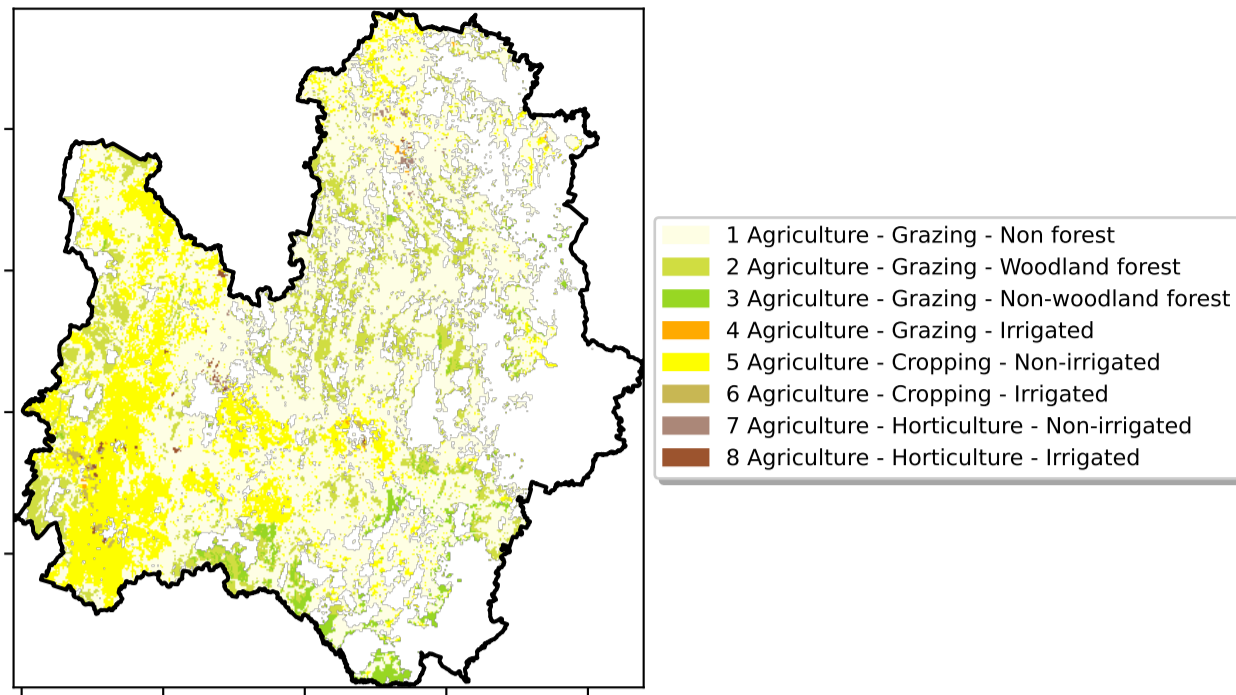 1 Agriculture - Grazing - Non forest
2 Agriculture - Grazing - Woodland forest
3 Agriculture - Grazing - Non-woodland forest
4 Agriculture - Grazing - Irrigated
5 Agriculture - Cropping - Non-irrigated
6 Agriculture - Cropping - Irrigated
7 Agriculture - Horticulture - Non-irrigated
8 Agriculture - Horticulture - Irrigated